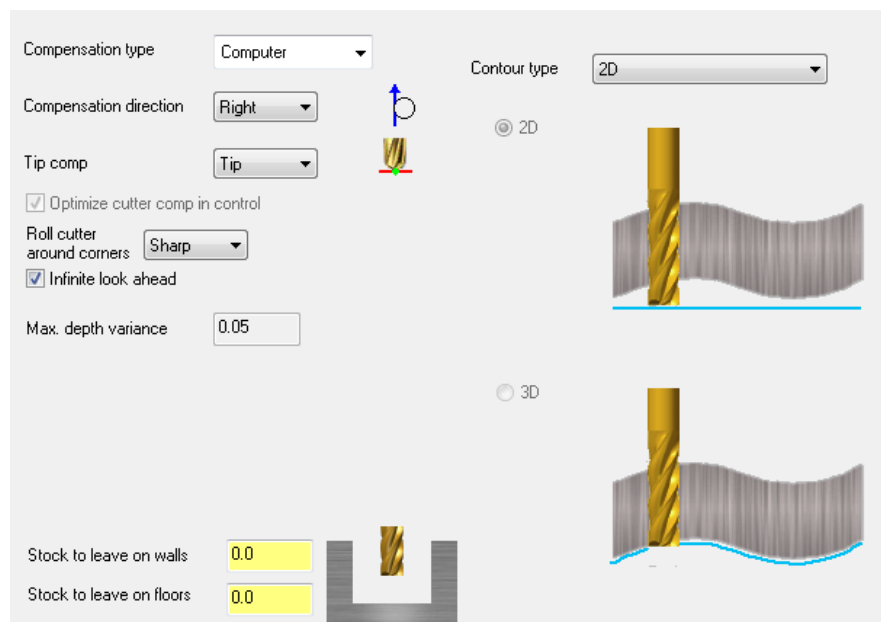 Compensation type Computer
Contour type 2D
Compensation direction Right
2D
Tip comp Tip
Optimize cutter comp in control
Roll cutter
around corners Sharp
Infinite look ahead
Max. depth variance 0.05
3D
Stock to leave on walls 0.0
Stock to leave on floors 0.0